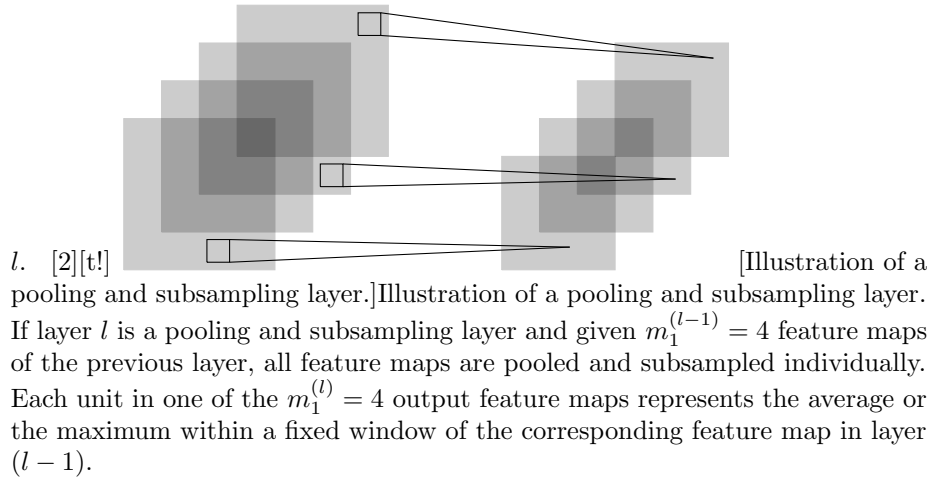 l. [2][t!] [Illustration of a
pooling and subsampling layer.]Illustration of a pooling and subsampling layer.
If layer l is a pooling and subsampling layer and given m_1^{(l−1)} = 4 feature maps
of the previous layer, all feature maps are pooled and subsampled individually.
Each unit in one of the m_1^{(l)} = 4 output feature maps represents the average or
the maximum within a fixed window of the corresponding feature map in layer
(l − 1).